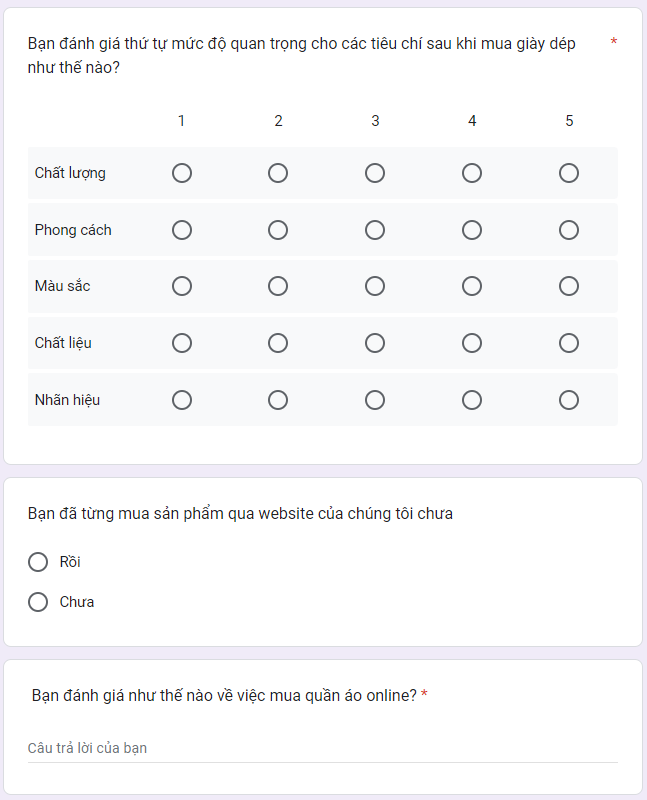 Bạn đánh giá thứ tự mức độ quan trọng cho các tiêu chí sau khi mua giày dép *
như thế nào?
1 2 3 4 5
Chất lượng
Phong cách
Màu sắc
Chất liệu
Nhãn hiệu
Bạn đã từng mua sản phẩm qua website của chúng tôi chưa
Rồi
Chưa
Bạn đánh giá như thế nào về việc mua quần áo online? *
Câu trả lời của bạn